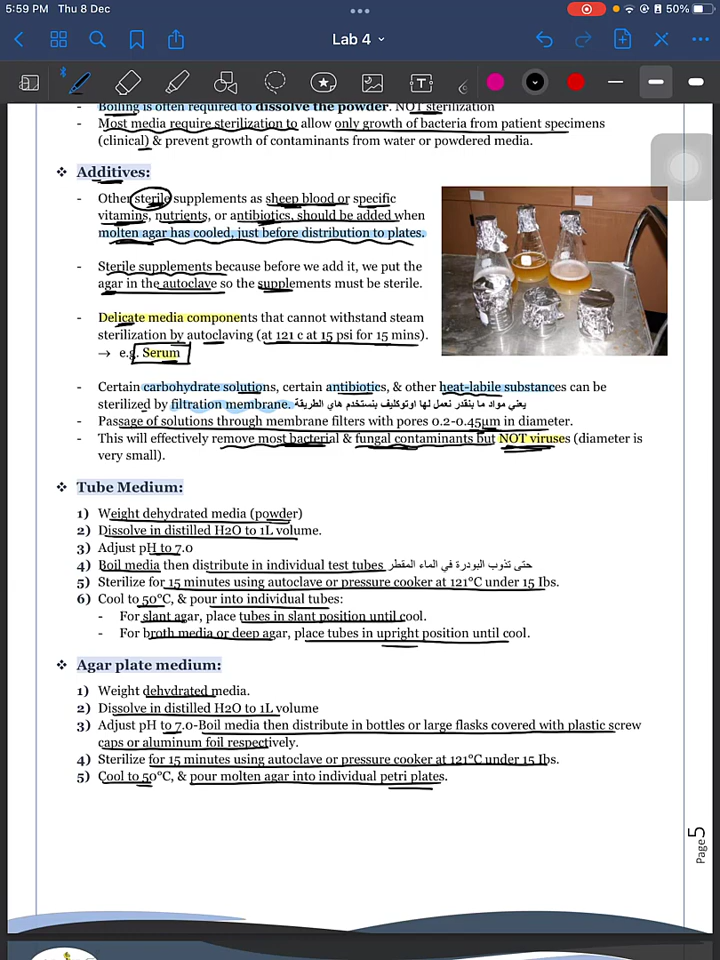 5:59 PM Thu 8 Dec
50%
Lab 4
Boiling is often required to dissolve the powder. NOT sterilization
- Most media require sterilization to allow only growth of bacteria from patient specimens
(clinical) & prevent growth of contaminants from water or powdered media.
❖ Additives:
- Other sterile supplements as sheep blood or specific
vitamins, nutrients, or antibiotics, should be added when
molten agar has cooled, just before distribution to plates.
- Sterile supplements because before we add it, we put the
agar in the autoclave so the supplements must be sterile.
- Delicate media components that cannot withstand steam
sterilization by autoclaving (at 121 c at 15 psi for 15 mins).
→ e.g. Serum
- Certain carbohydrate solutions, certain antibiotics, & other heat-labile substances can be
sterilized by filtration membrane. يعني مواد ما بنقدر نعمل لها اوتوكليف بنستخدم هاي الطريقة
- Passage of solutions through membrane filters with pores 0.2-0.45µm in diameter.
- This will effectively remove most bacterial & fungal contaminants but NOT viruses (diameter is
very small).
❖ Tube Medium:
1) Weight dehydrated media (powder)
2) Dissolve in distilled H2O to 1L volume.
3) Adjust pH to 7.0
4) Boil media then distribute in individual test tubes حتى تذوب البودرة في الماء المقطر
5) Sterilize for 15 minutes using autoclave or pressure cooker at 121°C under 15 Ibs.
6) Cool to 50°C, & pour into individual tubes:
- For slant agar, place tubes in slant position until cool.
- For broth media or deep agar, place tubes in upright position until cool.
❖ Agar plate medium:
1) Weight dehydrated media.
2) Dissolve in distilled H2O to 1L volume
3) Adjust pH to 7.0-Boil media then distribute in bottles or large flasks covered with plastic screw
caps or aluminum foil respectively.
4) Sterilize for 15 minutes using autoclave or pressure cooker at 121°C under 15 Ibs.
5) Cool to 50°C, & pour molten agar into individual petri plates.
Page 5